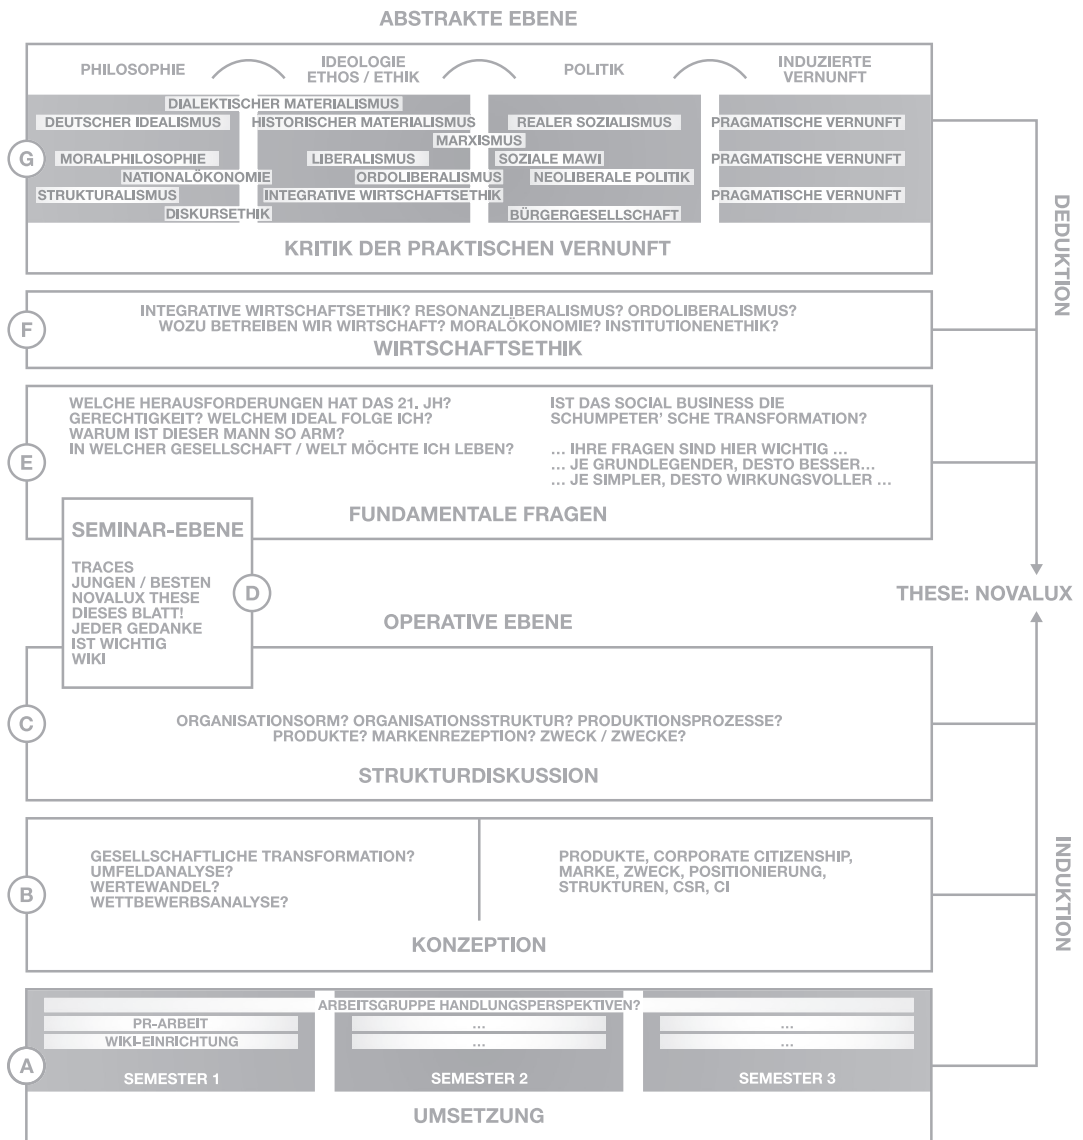 ABSTRAKTE EBENE
PHILOSOPHIE
IDEOLOGIE
ETHOS / ETHIK
POLITIK
INDUZIERTE
VERNUNFT
DIALEKTISCHER MATERIALISMUS
DEUTSCHER IDEALISMUS HISTORISCHER MATERIALISMUS REALER SOZIALISMUS PRAGMATISCHE VERNUNFT
MARXISMUS
G
MORALPHILOSOPHIE LIBERALISMUS SOZIALE MAWI PRAGMATISCHE VERNUNFT
NATIONALÖKONOMIE ORDOLIBERALISMUS NEOLIBERALE POLITIK
STRUKTURALISMUS INTEGRATIVE WIRTSCHAFTSETHIK PRAGMATISCHE VERNUNFT
DISKURSETHIK BÜRGERGESELLSCHAFT
KRITIK DER PRAKTISCHEN VERNUNFT
DEDUKTION
F
INTEGRATIVE WIRTSCHAFTSETHIK? RESONANZLIBERALISMUS? ORDOLIBERALISMUS?
WOZU BETREIBEN WIR WIRTSCHAFT? MORALÖKONOMIE? INSTITUTIONENETHIK?
WIRTSCHAFTSETHIK
E
WELCHE HERAUSFORDERUNGEN HAT DAS 21. JH?
GERECHTIGKEIT? WELCHEM IDEAL FOLGE ICH?
WARUM IST DIESER MANN SO ARM?
IN WELCHER GESELLSCHAFT / WELT MÖCHTE ICH LEBEN?
IST DAS SOCIAL BUSINESS DIE
SCHUMPETER' SCHE TRANSFORMATION?
... IHRE FRAGEN SIND HIER WICHTIG ...
... JE GRUNDLEGENDER, DESTO BESSER...
... JE SIMPLER, DESTO WIRKUNGSVOLLER ...
FUNDAMENTALE FRAGEN
SEMINAR-EBENE
TRACES
JUNGEN / BESTEN
NOVALUX THESE
DIESES BLATT!
JEDER GEDANKE
IST WICHTIG
WIKI
D
THESE: NOVALUX
OPERATIVE EBENE
C
ORGANISATIONSORM? ORGANISATIONSSTRUKTUR? PRODUKTIONSPROZESSE?
PRODUKTE? MARKENREZEPTION? ZWECK / ZWECKE?
STRUKTURDISKUSSION
B
GESELLSCHAFTLICHE TRANSFORMATION?
UMFELDANALYSE?
WERTEWANDEL?
WETTBEWERBSANALYSE?
PRODUKTE, CORPORATE CITIZENSHIP,
MARKE, ZWECK, POSITIONIERUNG,
STRUKTUREN, CSR, CI
KONZEPTION
INDUKTION
A
ARBEITSGRUPPE HANDLUNGSPERSPEKTIVEN?
PR-ARBEIT ... ...
WIKI-EINRICHTUNG ... ...
SEMESTER 1 SEMESTER 2 SEMESTER 3
UMSETZUNG